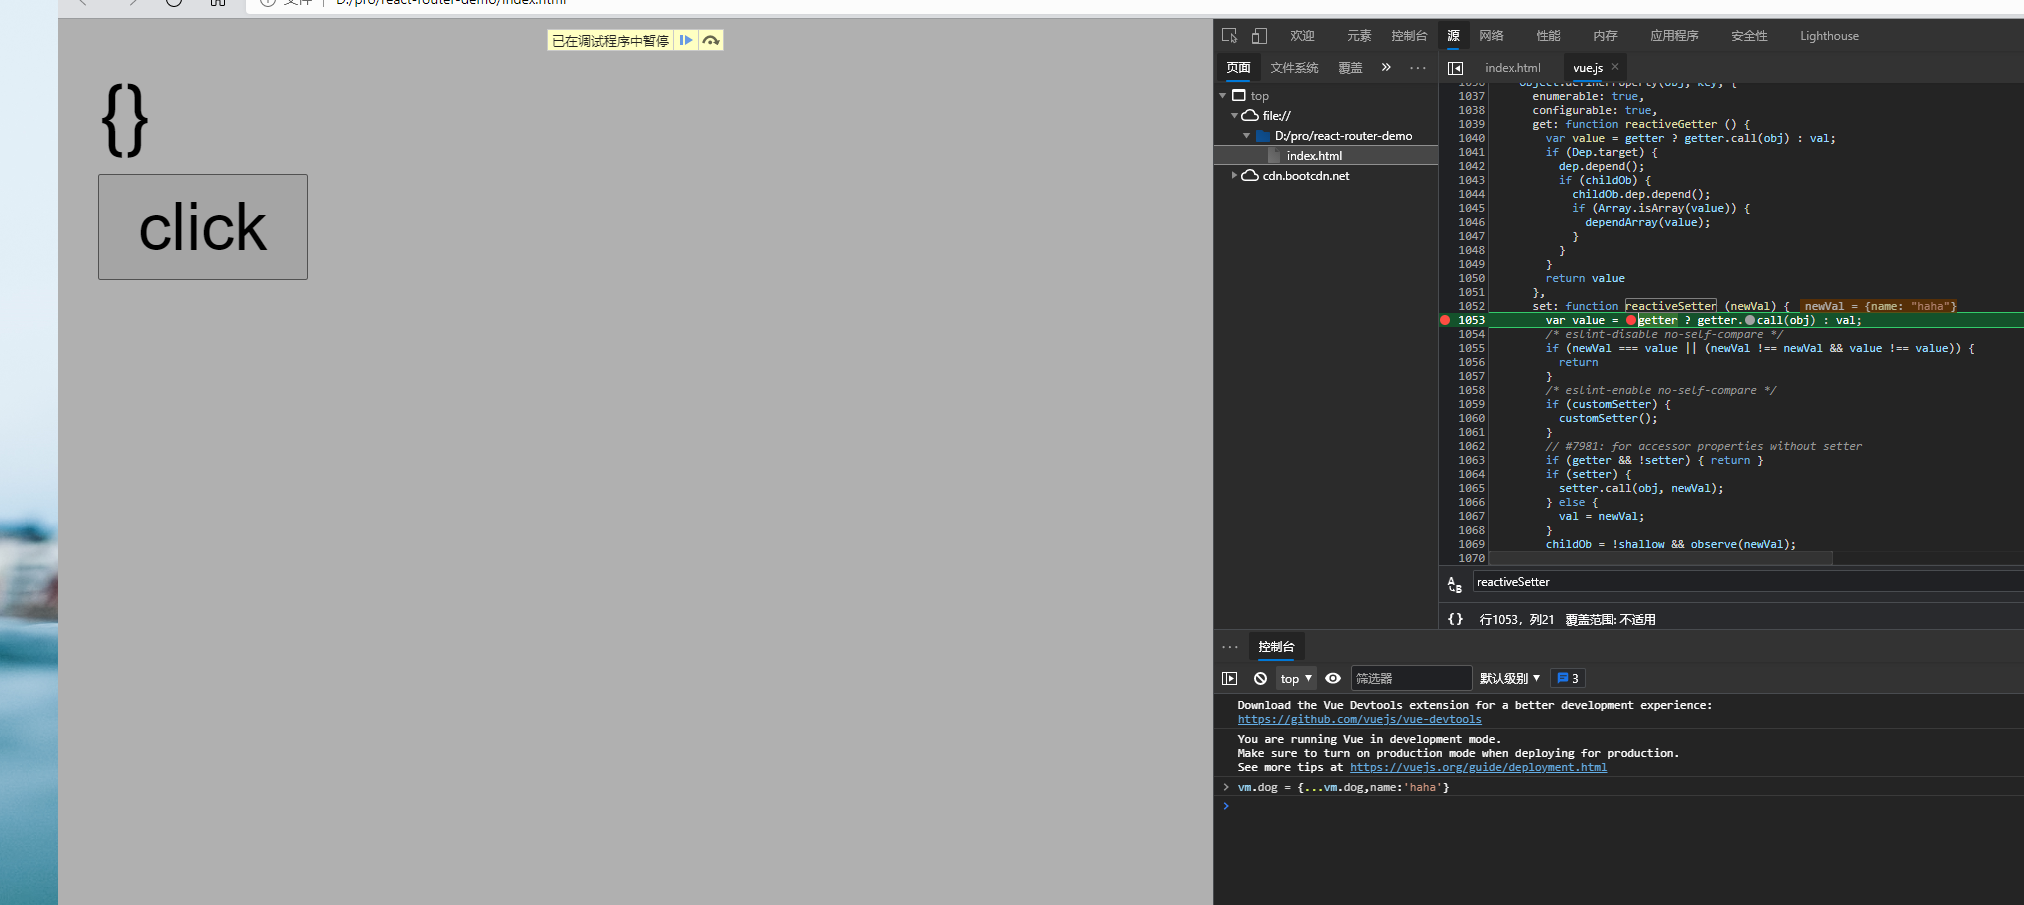 文件 | D:/pro/react-router-demo/index.html
已在调试程序中暂停
{}
click
欢迎 元素 控制台 源 网络 性能 内存 应用程序 安全性 Lighthouse
页面 文件系统 覆盖 » ···
index.html vue.js ×
top
file://
D:/pro/react-router-demo
index.html
cdn.bootcdn.net
1036 Object.defineProperty(obj, key, {
1037 enumerable: true,
1038 configurable: true,
1039 get: function reactiveGetter () {
1040 var value = getter ? getter.call(obj) : val;
1041 if (Dep.target) {
1042 dep.depend();
1043 if (childOb) {
1044 childOb.dep.depend();
1045 if (Array.isArray(value)) {
1046 dependArray(value);
1047 }
1048 }
1049 }
1050 return value
1051 },
1052 set: function reactiveSetter (newVal) { newVal = {name: "haha"}
1053 var value = getter ? getter.call(obj) : val;
1054 /* eslint-disable no-self-compare */
1055 if (newVal === value || (newVal !== newVal && value !== value)) {
1056 return
1057 }
1058 /* eslint-enable no-self-compare */
1059 if (customSetter) {
1060 customSetter();
1061 }
1062 // #7981: for accessor properties without setter
1063 if (getter && !setter) { return }
1064 if (setter) {
1065 setter.call(obj, newVal);
1066 } else {
1067 val = newVal;
1068 }
1069 childOb = !shallow && observe(newVal);
1070
reactiveSetter
{} 行1053，列21 覆盖范围: 不适用
··· 控制台
top ▼ 筛选器 默认级别 ▼ 3
Download the Vue Devtools extension for a better development experience:
https://github.com/vuejs/vue-devtools
You are running Vue in development mode.
Make sure to turn on production mode when deploying for production.
See more tips at https://vuejs.org/guide/deployment.html
> vm.dog = {...vm.dog,name:'haha'}
>